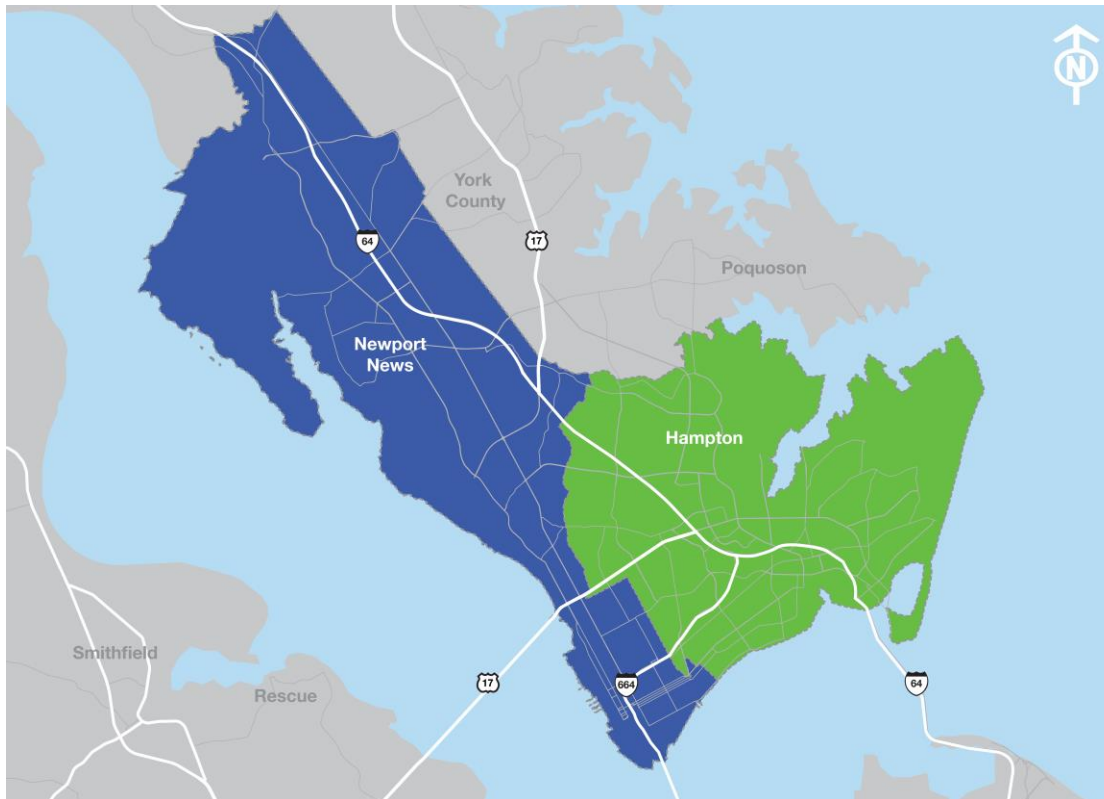 N
York
County
17
64
Poquoson
Newport
News
Hampton
Smithfield
Rescue
17
664
64